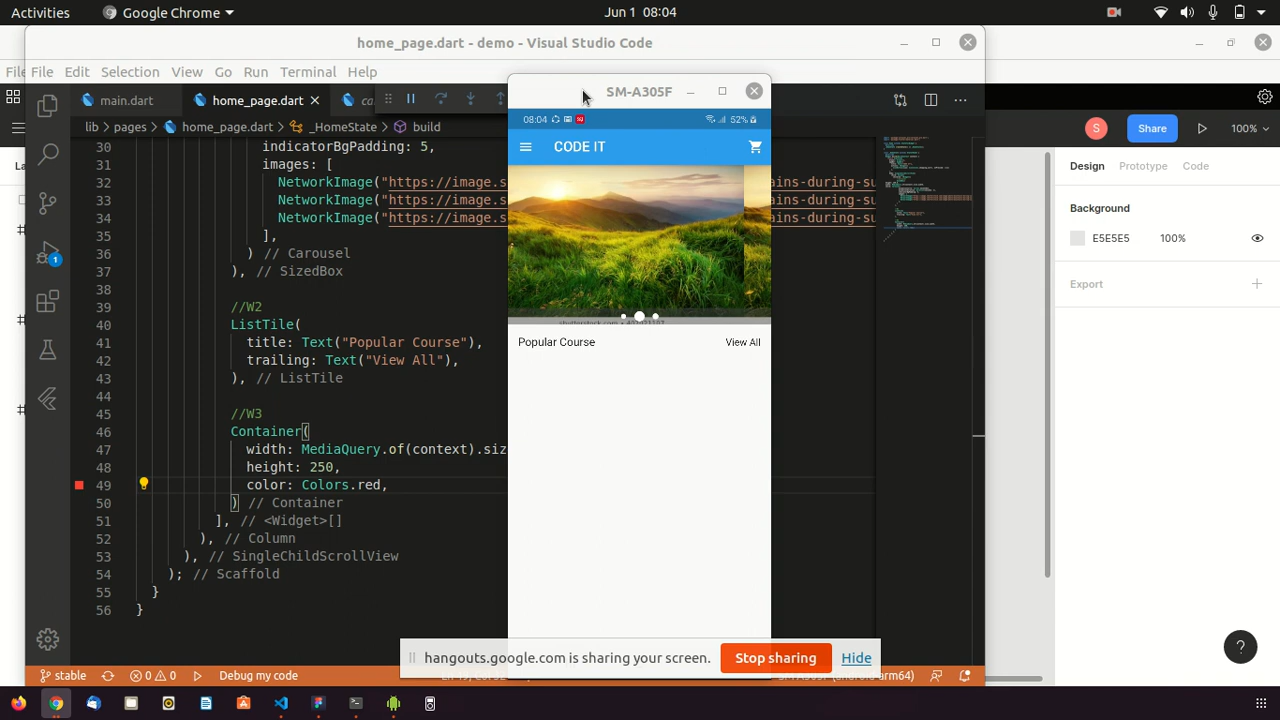 Activities
Google Chrome
Jun 1 08:04
home_page.dart - demo - Visual Studio Code
File
File Edit Selection View Go Run Terminal Help
main.dart
home_page.dart
SM-A305F
lib > pages > home_page.dart > _HomeState > build
08:04
52%
CODE IT
Share
100%
Design Prototype Code
Background
E5E5E5 100%
Export
30 indicatorBgPadding: 5,
31 images: [
32 NetworkImage("https://image.s ains-during-su
33 NetworkImage("https://image.s ains-during-su
34 NetworkImage("https://image.s ains-during-su
35 ],
36 ) // Carousel
37 ), // SizedBox
38
39 //W2
40 ListTile(
41 title: Text("Popular Course"),
42 trailing: Text("View All"),
43 ), // ListTile
44
45 //W3
46 Container(
47 width: MediaQuery.of(context).siz
48 height: 250,
49 color: Colors.red,
50 ) // Container
51 ], // <Widget>[]
52 ), // Column
53 ), // SingleChildScrollView
54 ); // Scaffold
55 }
56 }
Popular Course
View All
hangouts.google.com is sharing your screen.
Stop sharing
Hide
stable
0
0
Debug my code
S
1
?